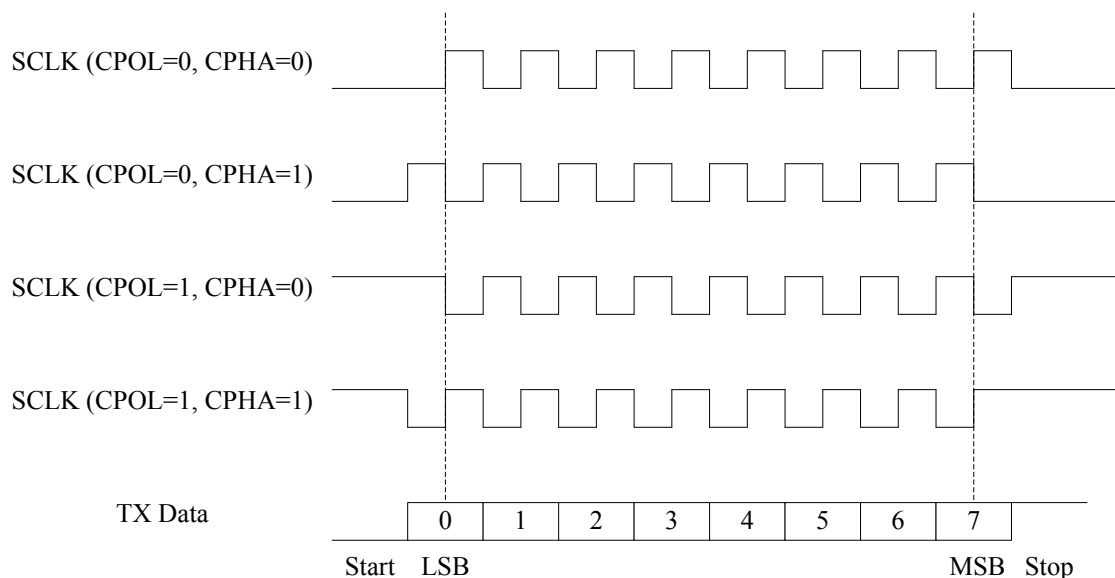 SCLK (CPOL=0, CPHA=0)
SCLK (CPOL=0, CPHA=1)
SCLK (CPOL=1, CPHA=0)
SCLK (CPOL=1, CPHA=1)
TX Data 0 1 2 3 4 5 6 7
Start LSB MSB Stop